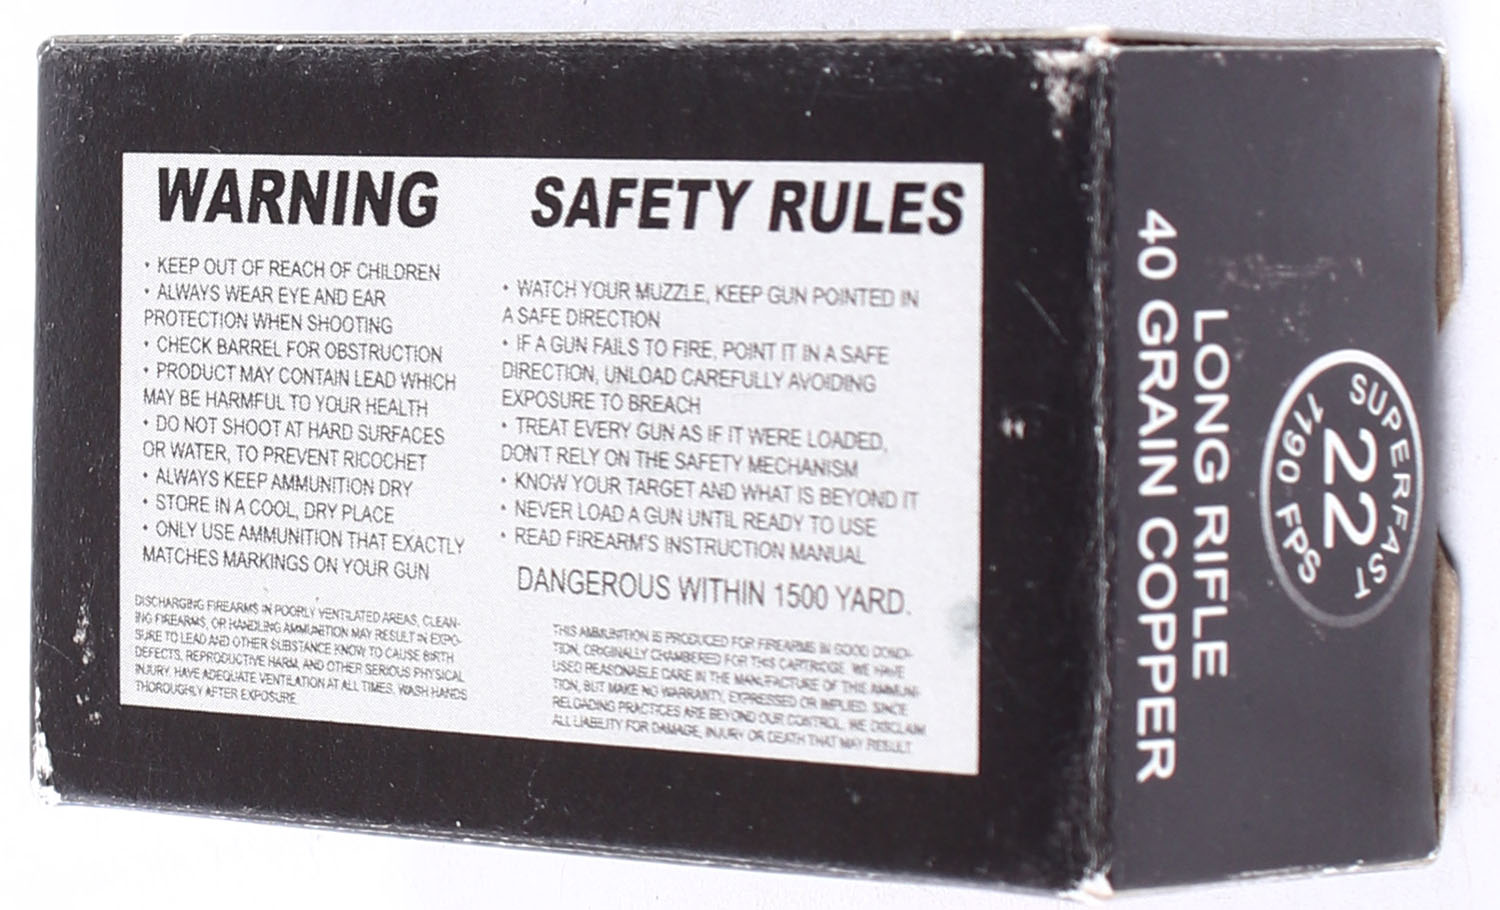 WARNING
• KEEP OUT OF REACH OF CHILDREN
• ALWAYS WEAR EYE AND EAR
PROTECTION WHEN SHOOTING
• CHECK BARREL FOR OBSTRUCTION
• PRODUCT MAY CONTAIN LEAD WHICH
MAY BE HARMFUL TO YOUR HEALTH
• DO NOT SHOOT AT HARD SURFACES
OR WATER, TO PREVENT RICOCHET
• ALWAYS KEEP AMMUNITION DRY
• STORE IN A COOL, DRY PLACE
• ONLY USE AMMUNITION THAT EXACTLY
MATCHES MARKINGS ON YOUR GUN
DISCHARGING FIREARMS IN POORLY VENTILATED AREAS, CLEAN-
ING FIREARMS, OR HANDLING AMMUNITION MAY RESULT IN EXPO-
SURE TO LEAD AND OTHER SUBSTANCE KNOW TO CAUSE BIRTH
DEFECTS, REPRODUCTIVE HARM, AND OTHER SERIOUS PHYSICAL
INJURY. HAVE ADEQUATE VENTILATION AT ALL TIMES, WASH HANDS
THOROUGHLY AFTER EXPOSURE.
SAFETY RULES
• WATCH YOUR MUZZLE, KEEP GUN POINTED IN
A SAFE DIRECTION
• IF A GUN FAILS TO FIRE, POINT IT IN A SAFE
DIRECTION, UNLOAD CAREFULLY AVOIDING
EXPOSURE TO BREACH
• TREAT EVERY GUN AS IF IT WERE LOADED,
DON'T RELY ON THE SAFETY MECHANISM
• KNOW YOUR TARGET AND WHAT IS BEYOND IT
• NEVER LOAD A GUN UNTIL READY TO USE
• READ FIREARM'S INSTRUCTION MANUAL
DANGEROUS WITHIN 1500 YARD.
THIS AMMUNITION IS PRODUCED FOR FIREARMS IN GOOD CONDI-
TION, ORIGINALLY CHAMBERED FOR THIS CARTRIDGE. WE HAVE
USED REASONABLE CARE IN THE MANUFACTURE OF THIS AMMUNI-
TION, BUT MAKE NO WARRANTY, EXPRESSED OR IMPLIED. SINCE
RELOADING PRACTICES ARE BEYOND OUR CONTROL, WE DISCLAIM
ALL LIABILITY FOR DAMAGE, INJURY OR DEATH THAT MAY RESULT.
SUPERFAST
22
1190 FPS
LONG RIFLE
40 GRAIN COPPER